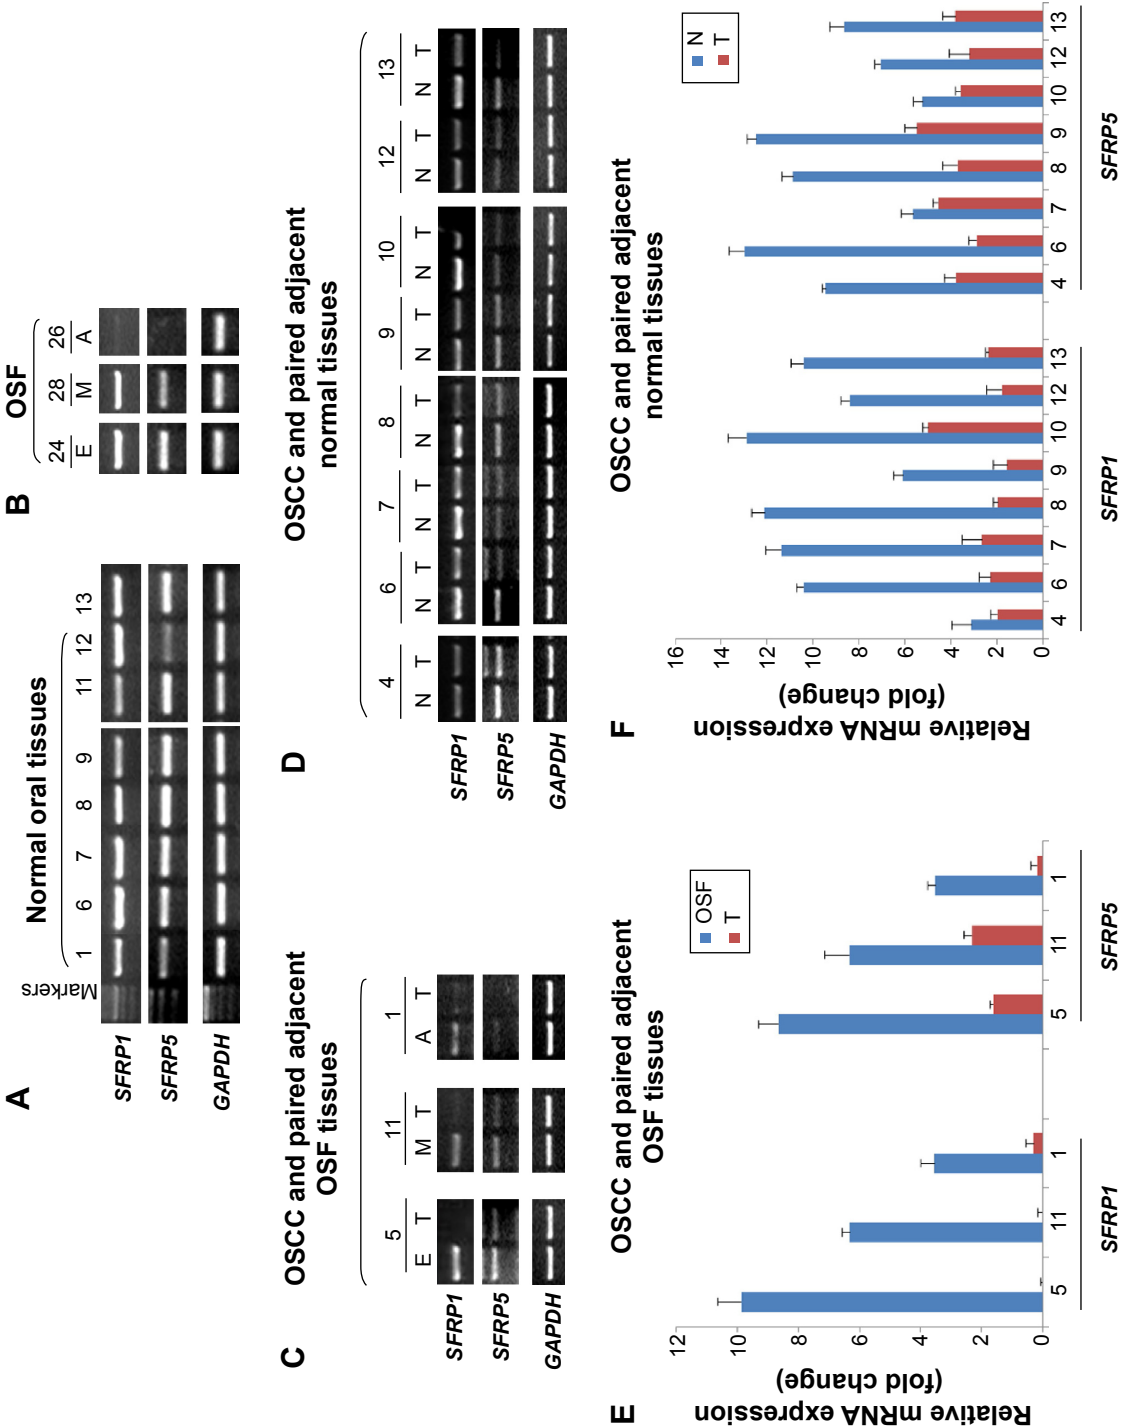 A
Normal oral tissues
Markers 1 6 7 8 9 11 12 13
SFRP1
SFRP5
GAPDH
B
OSF
24 28 26
E M A
C
OSCC and paired adjacent
OSF tissues
5 11 1
E T M T A T
SFRP1
SFRP5
GAPDH
D
OSCC and paired adjacent
normal tissues
4 6 7 8 9 10 12 13
N T N T N T N T N T N T N T N T
SFRP1
SFRP5
GAPDH
E
OSCC and paired adjacent
OSF tissues
Relative mRNA expression
(fold change)
12
10
8
6
4
2
0
OSF
T
5 11 1 5 11 1
SFRP1 SFRP5
F
OSCC and paired adjacent
normal tissues
Relative mRNA expression
(fold change)
16
14
12
10
8
6
4
2
0
N
T
4 6 7 8 9 10 12 13 4 6 7 8 9 10 12 13
SFRP1 SFRP5